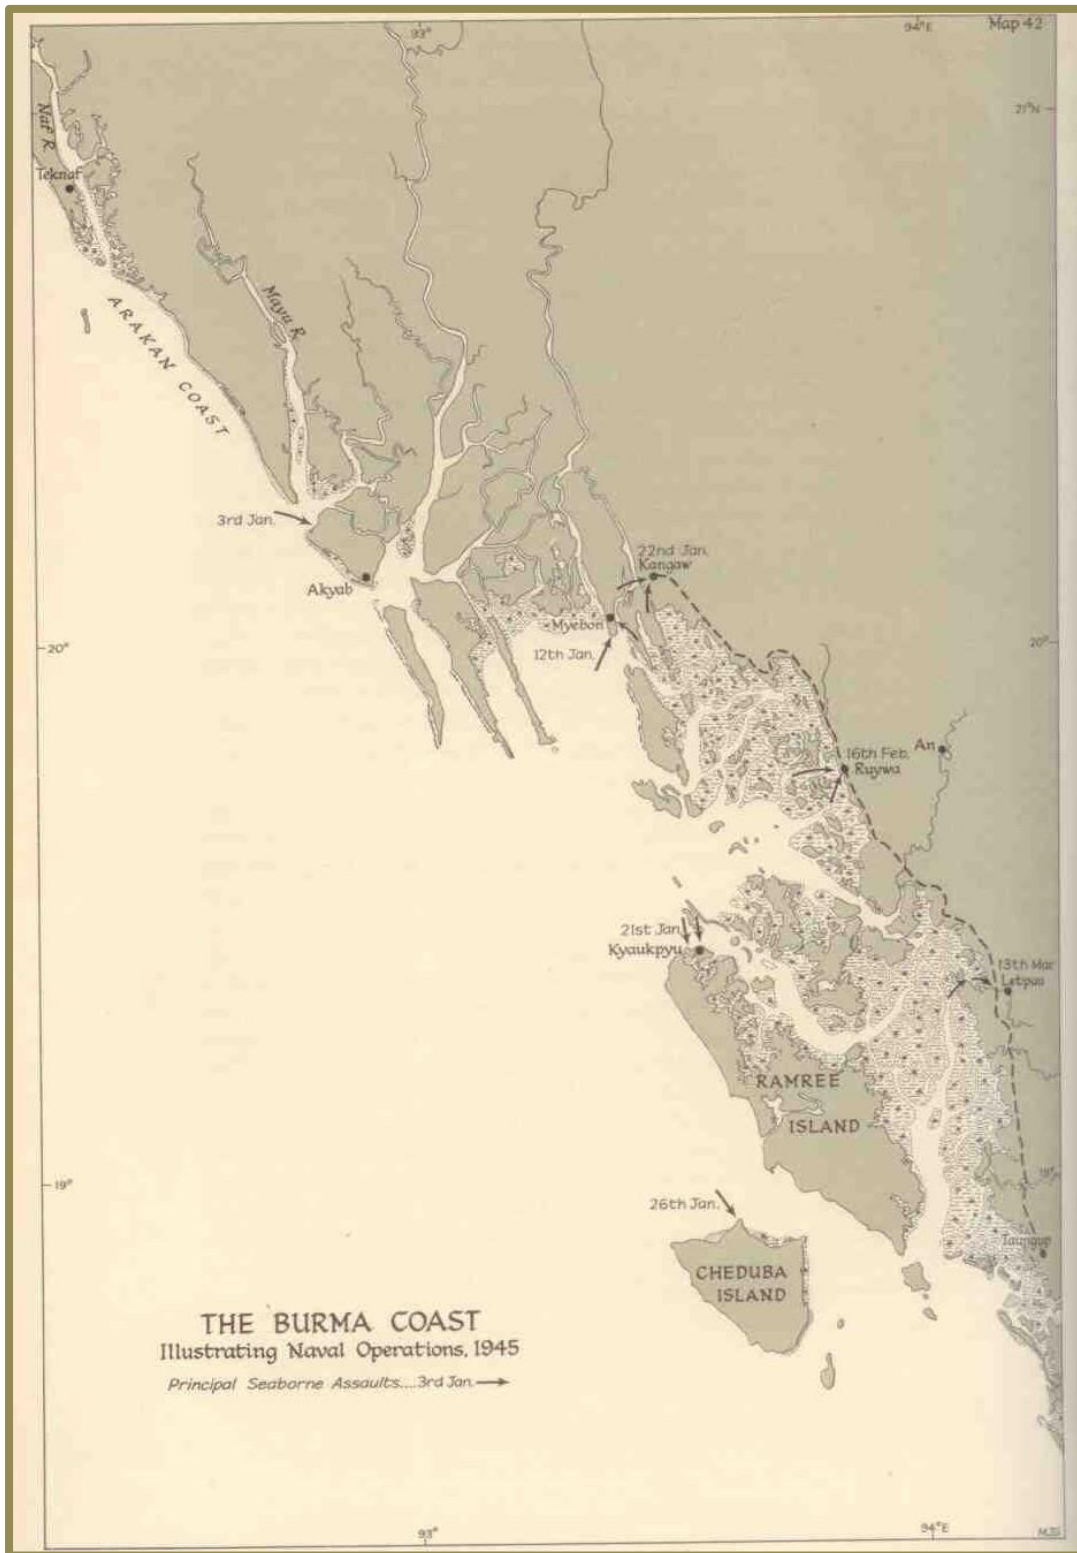 93°
94°E
Map 42
21°N
Naf R.
Teknaf
ARAKAN COAST
Mayu R.
3rd Jan.
Akyab
22nd Jan.
Kangaw
Myebon
12th Jan.
20°
20°
An
16th Feb.
Ruywa
21st Jan.
Kyaukpyu
13th Mar
Letpan
RAMREE
ISLAND
19°
19°
26th Jan.
Taungup
CHEDUBA
ISLAND
THE BURMA COAST
Illustrating Naval Operations, 1945
Principal Seaborne Assaults....3rd Jan.
93°
94°E